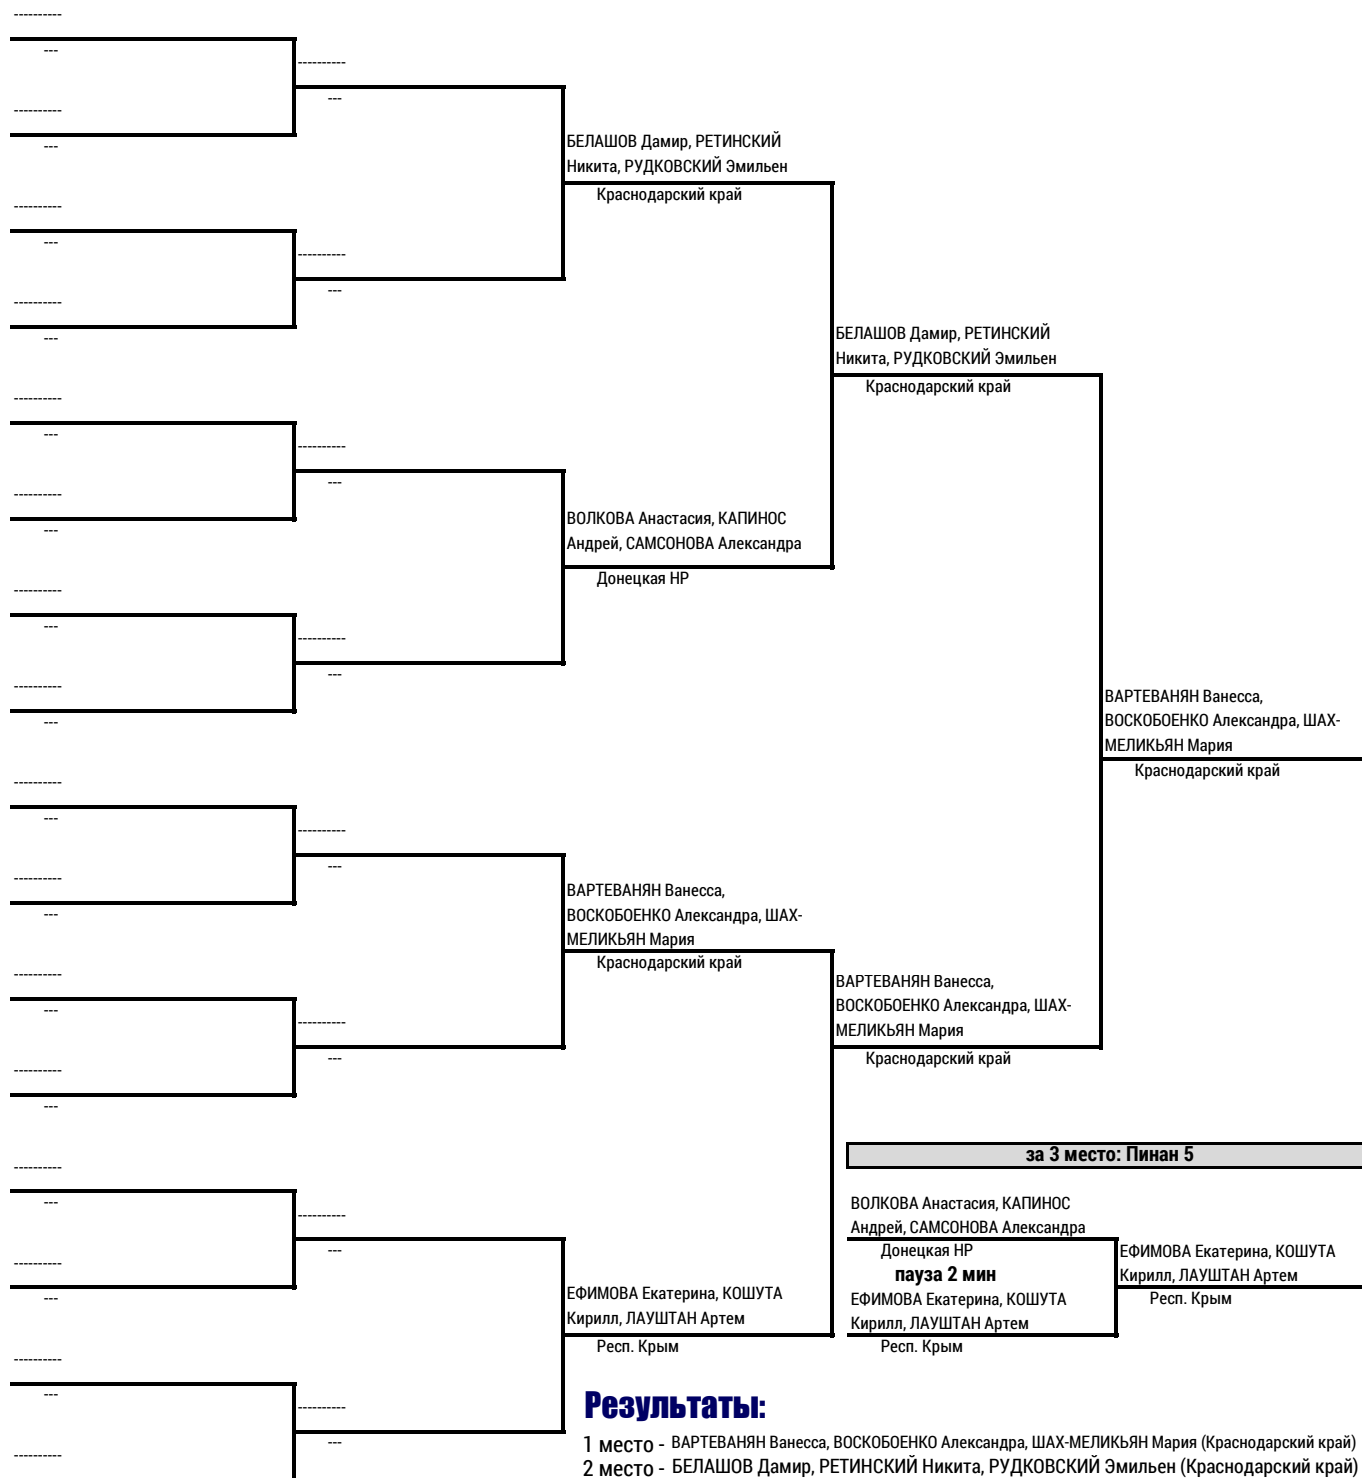 ----------
---
----------
---
----------
---
БЕЛАШОВ Дамир, РЕТИНСКИЙ
Никита, РУДКОВСКИЙ Эмильен
Краснодарский край
----------
---
----------
---
----------
---
БЕЛАШОВ Дамир, РЕТИНСКИЙ
Никита, РУДКОВСКИЙ Эмильен
Краснодарский край
----------
---
----------
---
----------
---
ВОЛКОВА Анастасия, КАПИНОС
Андрей, САМСОНОВА Александра
Донецкая НР
----------
---
----------
---
----------
---
ВАРТЕВАНЯН Ванесса,
ВОСКОБОЕНКО Александра, ШАХ-
МЕЛИКЬЯН Мария
Краснодарский край
----------
---
----------
---
----------
---
ВАРТЕВАНЯН Ванесса,
ВОСКОБОЕНКО Александра, ШАХ-
МЕЛИКЬЯН Мария
Краснодарский край
----------
---
----------
---
----------
---
ВАРТЕВАНЯН Ванесса,
ВОСКОБОЕНКО Александра, ШАХ-
МЕЛИКЬЯН Мария
Краснодарский край
за 3 место: Пинан 5
----------
---
----------
---
----------
---
ВОЛКОВА Анастасия, КАПИНОС
Андрей, САМСОНОВА Александра
Донецкая НР
пауза 2 мин
ЕФИМОВА Екатерина, КОШУТА
Кирилл, ЛАУШТАН Артем
Респ. Крым
ЕФИМОВА Екатерина, КОШУТА
Кирилл, ЛАУШТАН Артем
Респ. Крым
ЕФИМОВА Екатерина, КОШУТА
Кирилл, ЛАУШТАН Артем
Респ. Крым
----------
---
----------
---
----------
Результаты:
1 место - ВАРТЕВАНЯН Ванесса, ВОСКОБОЕНКО Александра, ШАХ-МЕЛИКЬЯН Мария (Краснодарский край)
2 место - БЕЛАШОВ Дамир, РЕТИНСКИЙ Никита, РУДКОВСКИЙ Эмильен (Краснодарский край)